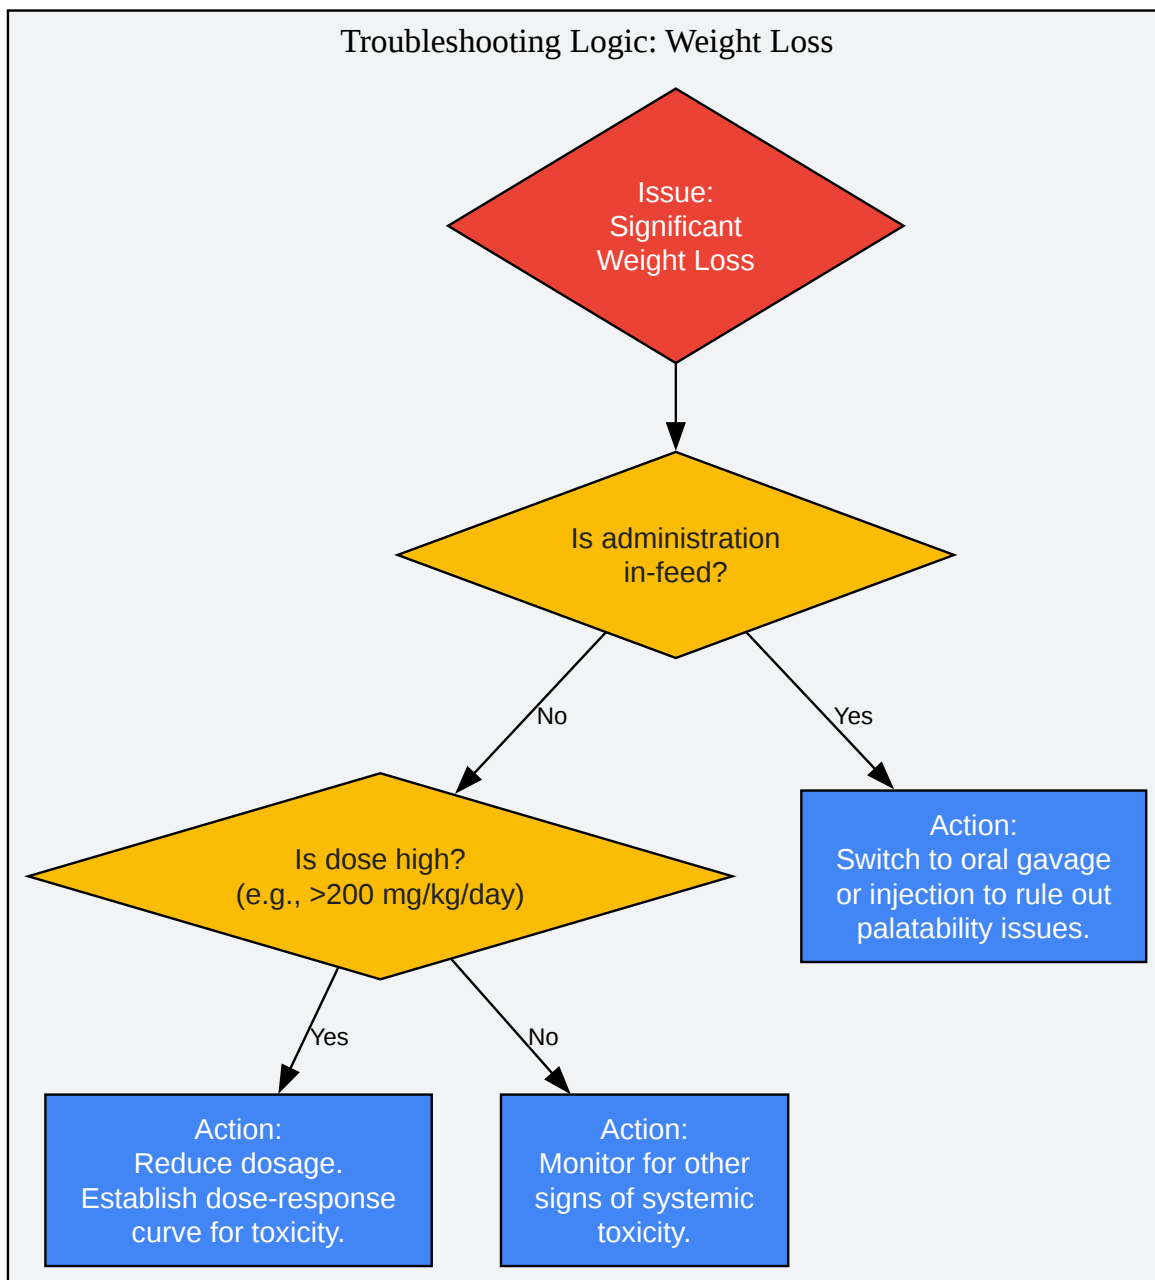 Troubleshooting Logic: Weight Loss
Issue:
Significant
Weight Loss
Is administration
in-feed?
No
Yes
Is dose high?
(e.g., >200 mg/kg/day)
Action:
Switch to oral gavage
or injection to rule out
palatability issues.
Yes
No
Action:
Reduce dosage.
Establish dose-response
curve for toxicity.
Action:
Monitor for other
signs of systemic
toxicity.